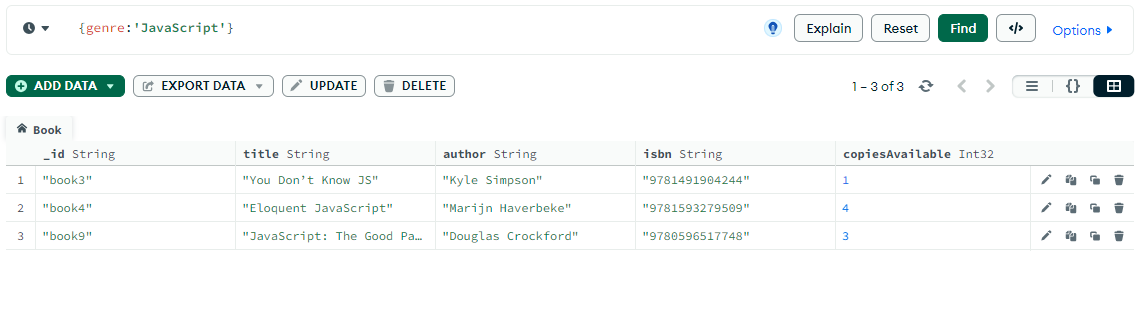 {genre:'JavaScript'} Explain Reset Find </> Options
ADD DATA EXPORT DATA UPDATE DELETE 1 – 3 of 3 {}
Book
_id String title String author String isbn String copiesAvailable Int32
1 "book3" "You Don’t Know JS" "Kyle Simpson" "9781491904244" 1
2 "book4" "Eloquent JavaScript" "Marijn Haverbeke" "9781593279509" 4
3 "book9" "JavaScript: The Good Pa… "Douglas Crockford" "9780596517748" 3